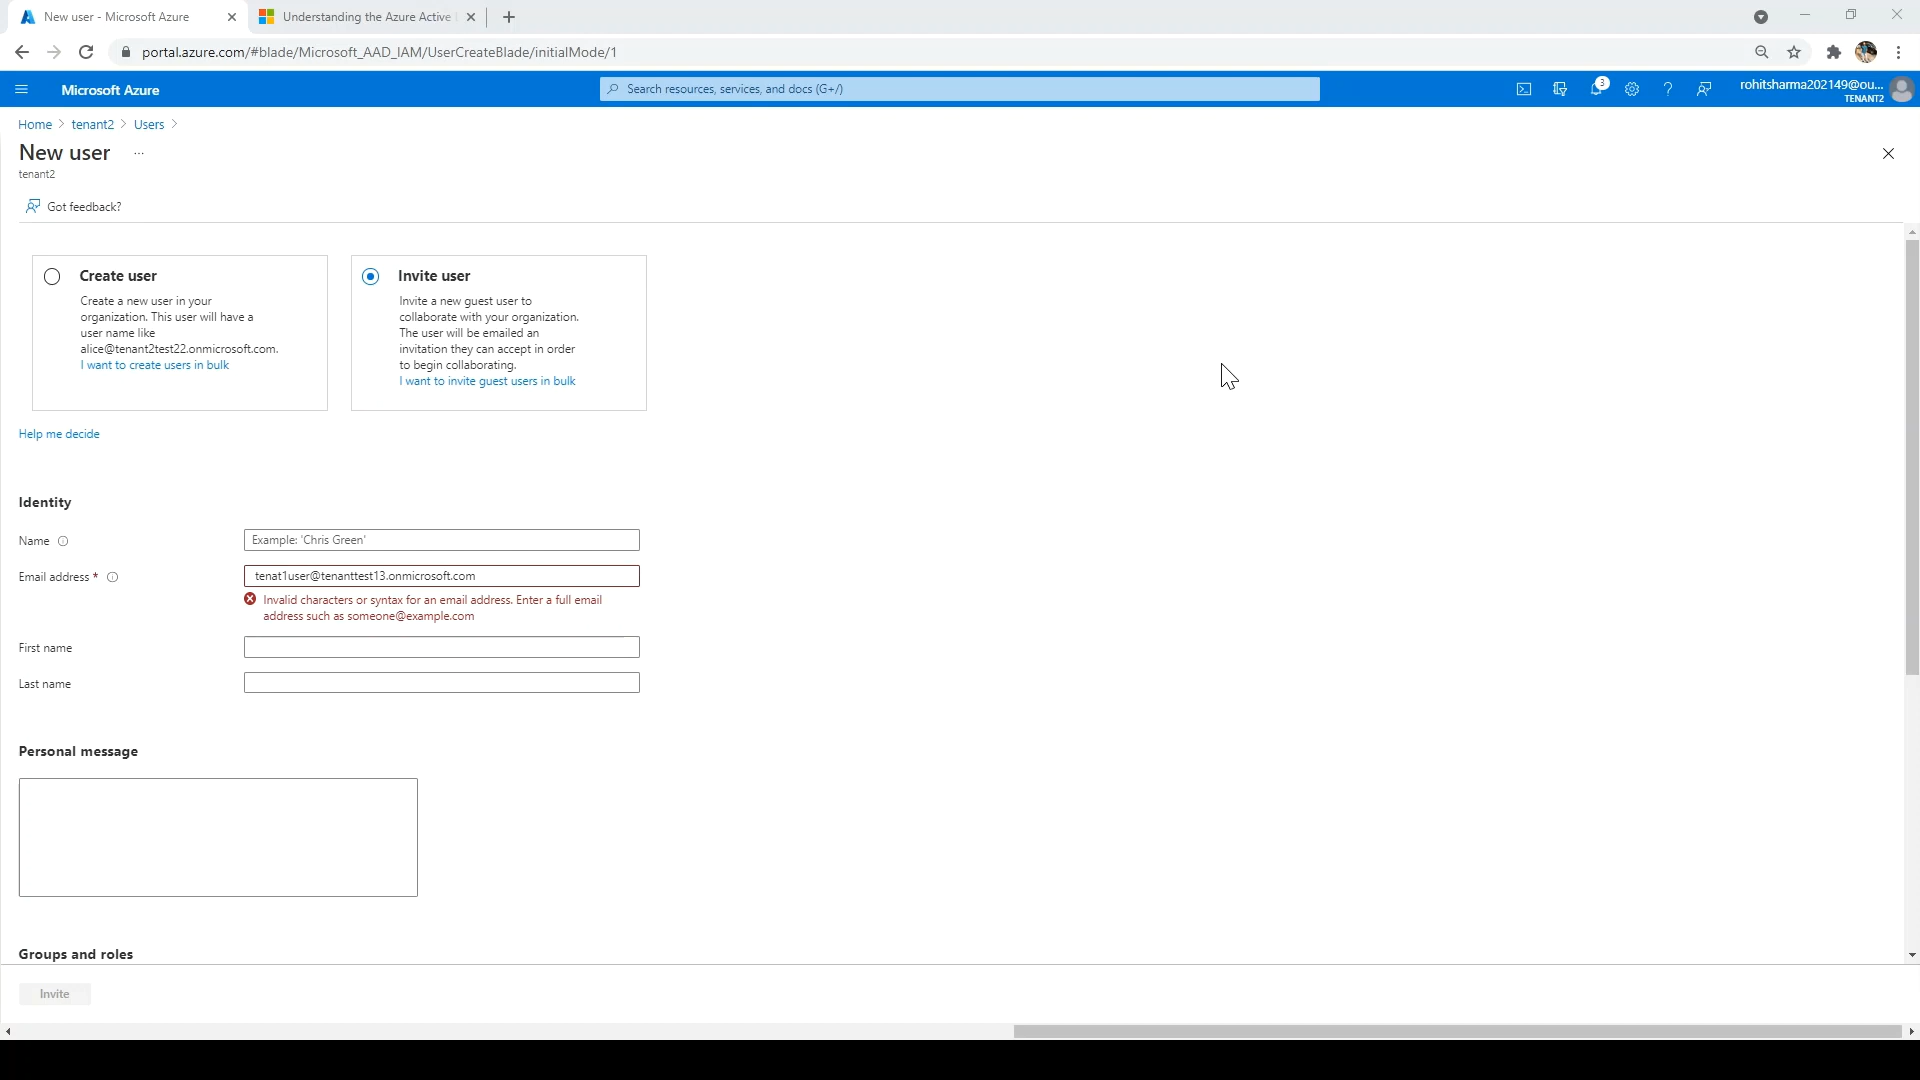 New user - Microsoft Azure
Understanding the Azure Active
portal.azure.com/#blade/Microsoft_AAD_IAM/UserCreateBlade/initialMode/1
Microsoft Azure
Search resources, services, and docs (G+/)
3
rohitsharma202149@ou...
TENANT2
Home > tenant2 > Users >
New user ...
tenant2
Got feedback?
Create user
Create a new user in your
organization. This user will have a
user name like
alice@tenant2test22.onmicrosoft.com.
I want to create users in bulk
Invite user
Invite a new guest user to
collaborate with your organization.
The user will be emailed an
invitation they can accept in order
to begin collaborating.
I want to invite guest users in bulk
Help me decide
Identity
Name
Example: 'Chris Green'
Email address *
tenat1user@tenanttest13.onmicrosoft.com
Invalid characters or syntax for an email address. Enter a full email
address such as someone@example.com
First name
Last name
Personal message
Groups and roles
Invite